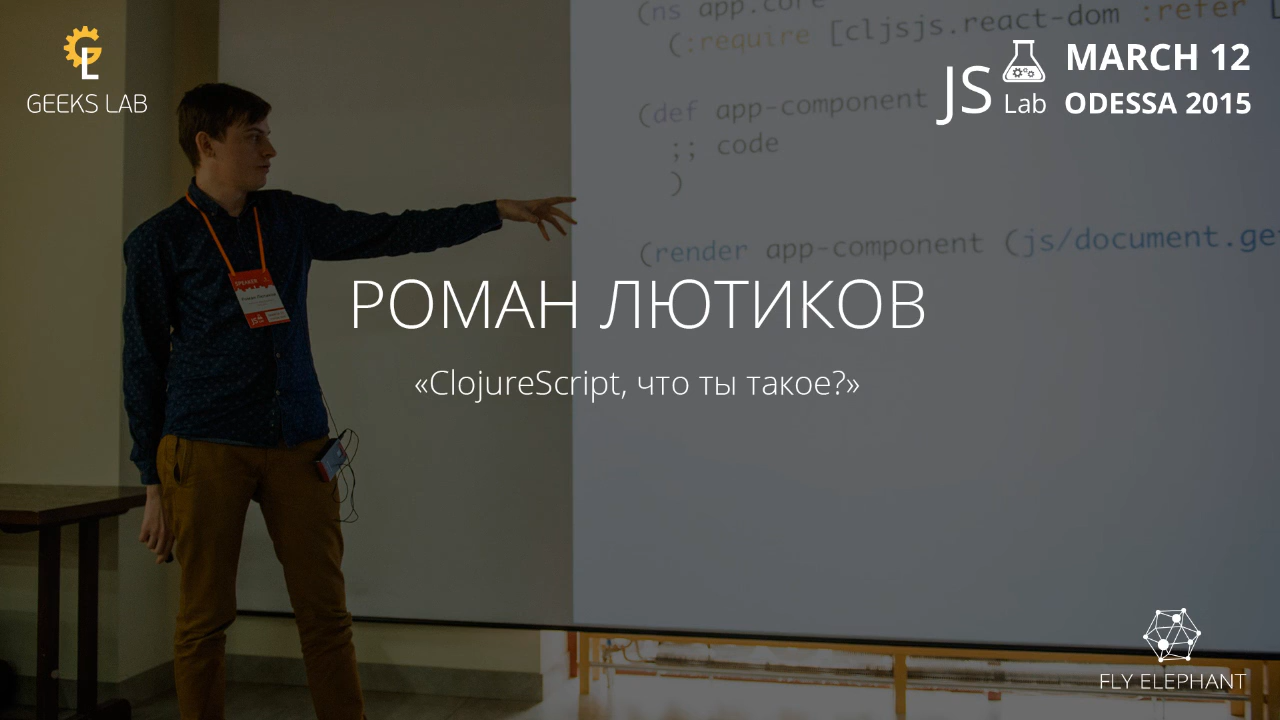 GEEKS LAB
JS Lab
MARCH 12
ODESSA 2015
(ns app.core
(:require [cljsjs.react-dom :refer [
(def app-component
;; code
)
(render app-component (js/document.ge
РОМАН ЛЮТИКОВ
«ClojureScript, что ты такое?»
FLY ELEPHANT